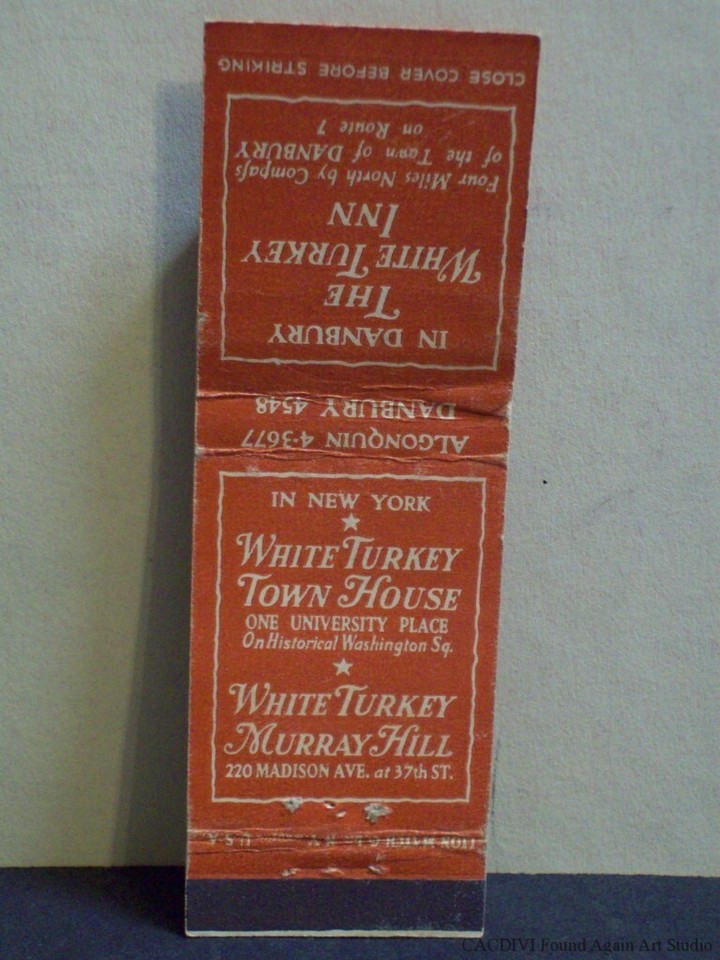 CLOSE COVER BEFORE STRIKING
IN DANBURY
THE
WHITE TURKEY
INN
Four Miles North by Compaſs
of the Town of DANBURY
on Route 7
ALGONQUIN 4-3677
DANBURY 4548
IN NEW YORK
WHITE TURKEY
TOWN HOUSE
ONE UNIVERSITY PLACE
On Historical Washington Sq.
WHITE TURKEY
MURRAY HILL
220 MADISON AVE. at 37th ST.
LION MATCH CO. N.Y. U.S.A.
CACDIVI Found Again Art Studio